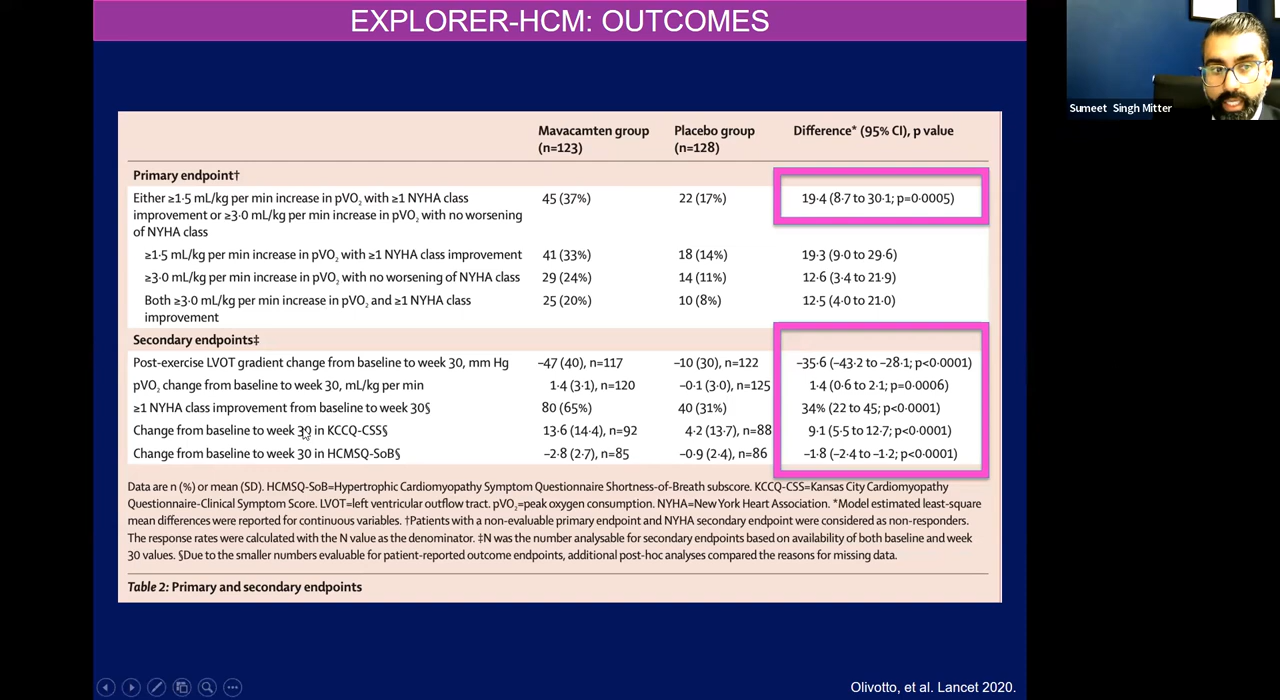 EXPLORER-HCM: OUTCOMES
Sumeet Singh Mitter
Mavacamten group Placebo group Difference* (95% CI), p value
(n=123) (n=128)
Primary endpoint†
Either ≥1·5 mL/kg per min increase in pVO₂ with ≥1 NYHA class 45 (37%) 22 (17%) 19·4 (8·7 to 30·1; p=0·0005)
improvement or ≥3·0 mL/kg per min increase in pVO₂ with no worsening
of NYHA class
≥1·5 mL/kg per min increase in pVO₂ with ≥1 NYHA class improvement 41 (33%) 18 (14%) 19·3 (9·0 to 29·6)
≥3·0 mL/kg per min increase in pVO₂ with no worsening of NYHA class 29 (24%) 14 (11%) 12·6 (3·4 to 21·9)
Both ≥3·0 mL/kg per min increase in pVO₂ and ≥1 NYHA class 25 (20%) 10 (8%) 12·5 (4·0 to 21·0)
improvement
Secondary endpoints‡
Post-exercise LVOT gradient change from baseline to week 30, mm Hg −47 (40), n=117 −10 (30), n=122 −35·6 (−43·2 to −28·1; p<0·0001)
pVO₂ change from baseline to week 30, mL/kg per min 1·4 (3·1), n=120 −0·1 (3·0), n=125 1·4 (0·6 to 2·1; p=0·0006)
≥1 NYHA class improvement from baseline to week 30§ 80 (65%) 40 (31%) 34% (22 to 45; p<0·0001)
Change from baseline to week 30 in KCCQ-CSS§ 13·6 (14·4), n=92 4·2 (13·7), n=88 9·1 (5·5 to 12·7; p<0·0001)
Change from baseline to week 30 in HCMSQ-SoB§ −2·8 (2·7), n=85 −0·9 (2·4), n=86 −1·8 (−2·4 to −1·2; p<0·0001)
Data are n (%) or mean (SD). HCMSQ-SoB=Hypertrophic Cardiomyopathy Symptom Questionnaire Shortness-of-Breath subscore. KCCQ-CSS=Kansas City Cardiomyopathy
Questionnaire-Clinical Symptom Score. LVOT=left ventricular outflow tract. pVO₂=peak oxygen consumption. NYHA=New York Heart Association. *Model estimated least-square
mean differences were reported for continuous variables. †Patients with a non-evaluable primary endpoint and NYHA secondary endpoint were considered as non-responders.
The response rates were calculated with the N value as the denominator. ‡N was the number analysable for secondary endpoints based on availability of both baseline and week
30 values. §Due to the smaller numbers evaluable for patient-reported outcome endpoints, additional post-hoc analyses compared the reasons for missing data.
Table 2: Primary and secondary endpoints
Olivotto, et al. Lancet 2020.